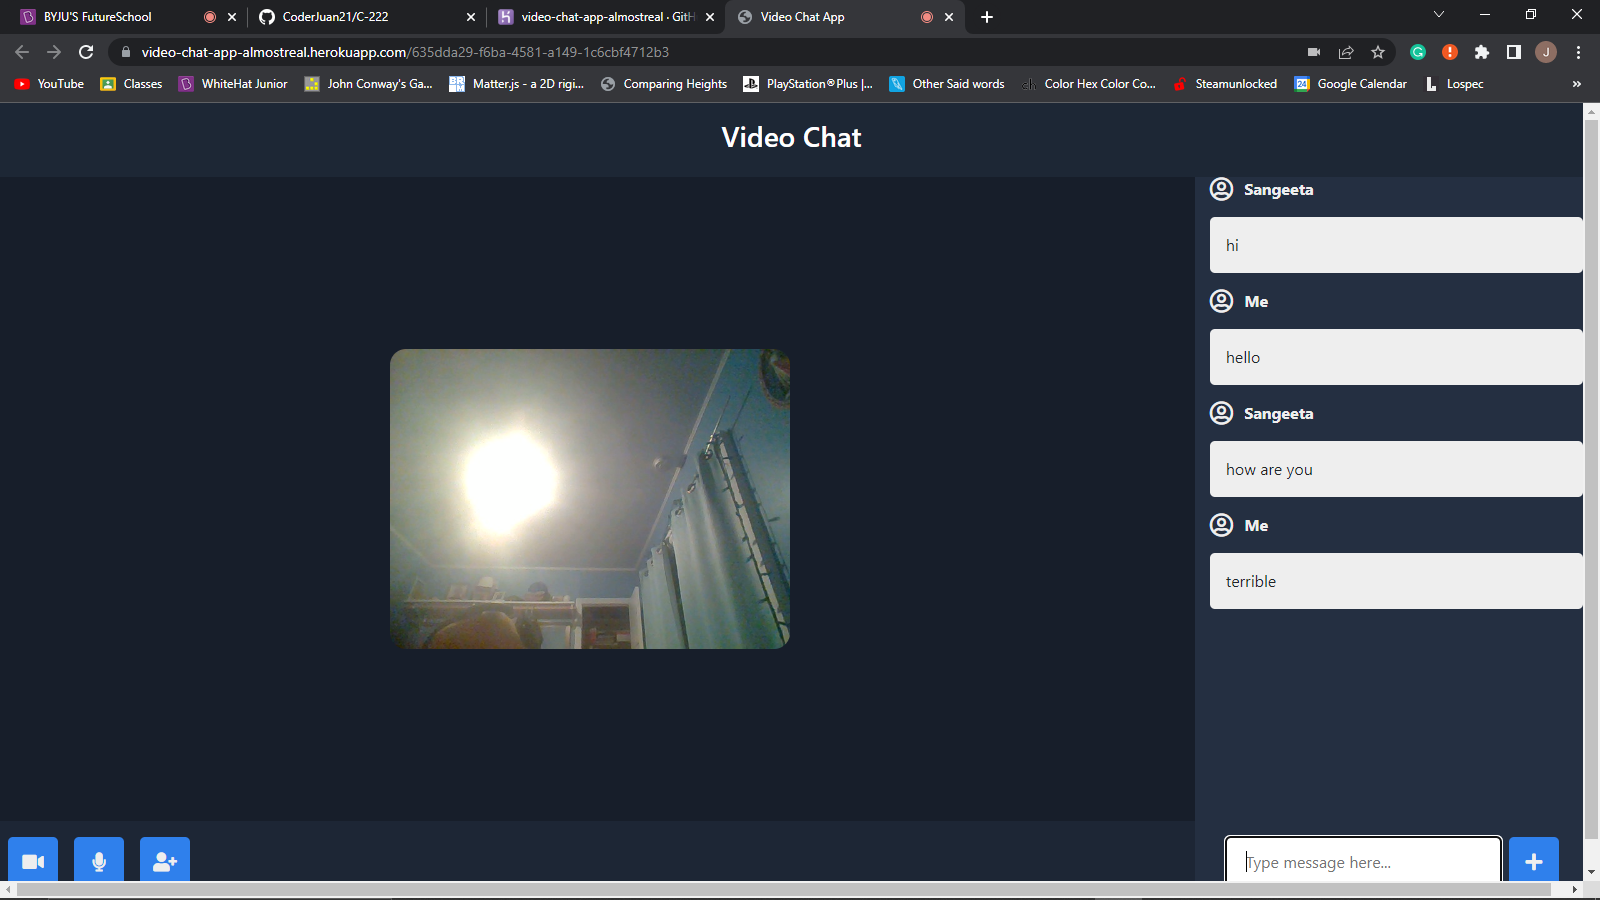 BYJU'S FutureSchool
CoderJuan21/C-222
video-chat-app-almostreal · GitH
Video Chat App
video-chat-app-almostreal.herokuapp.com/635dda29-f6ba-4581-a149-1c6cbf4712b3
J
YouTube
Classes
WhiteHat Junior
John Conway's Ga...
Matter.js - a 2D rigi...
Comparing Heights
PlayStation®Plus |...
Other Said words
ch
Color Hex Color Co...
Steamunlocked
24
Google Calendar
L
Lospec
»
Video Chat
Sangeeta
hi
Me
hello
Sangeeta
how are you
Me
terrible
Type message here...